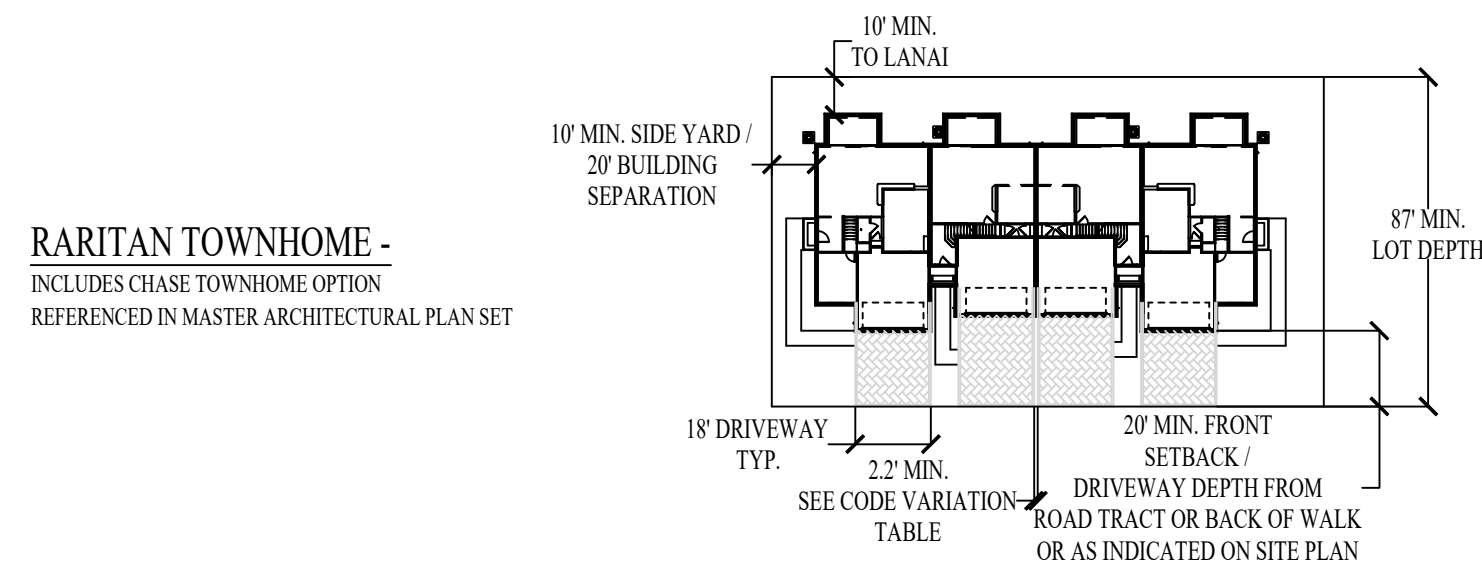 RARITAN TOWNHOME -
INCLUDES CHASE TOWNHOME OPTION
REFERENCED IN MASTER ARCHITECTURAL PLAN SET
10' MIN.
TO LANAI
10' MIN. SIDE YARD /
20' BUILDING
SEPARATION
87' MIN.
LOT DEPTH
18' DRIVEWAY
TYP.
2.2' MIN.
SEE CODE VARIATION
TABLE
20' MIN. FRONT
SETBACK /
DRIVEWAY DEPTH FROM
ROAD TRACT OR BACK OF WALK
OR AS INDICATED ON SITE PLAN